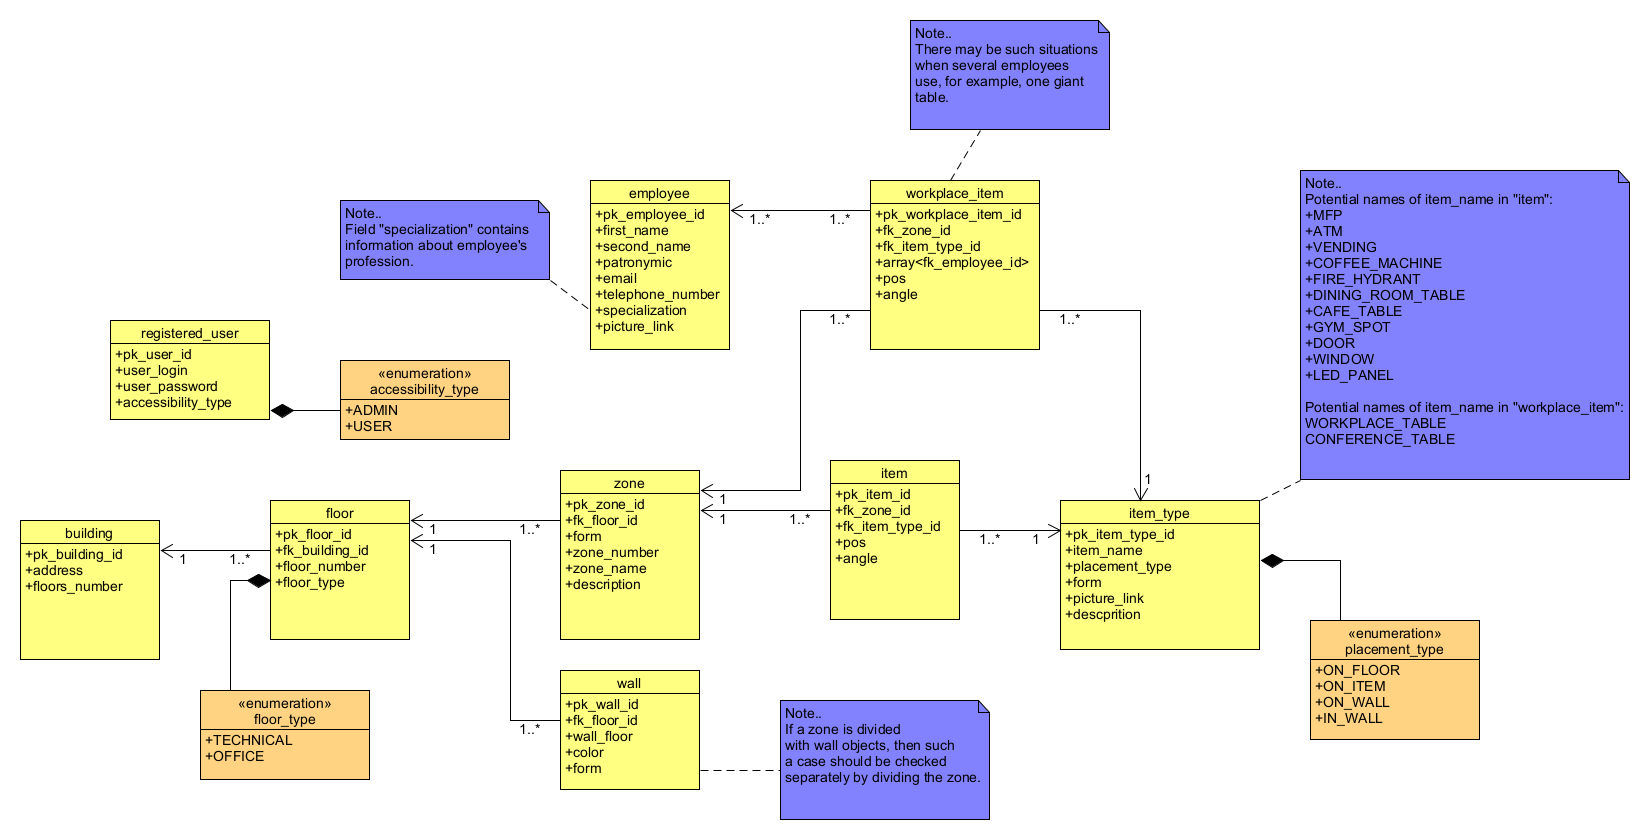 Note..
There may be such situations
when several employees
use, for example, one giant
table.
employee
+pk_employee_id
+first_name
+second_name
+patronymic
+email
+telephone_number
+specialization
+picture_link
1..*
1..*
workplace_item
+pk_workplace_item_id
+fk_zone_id
+fk_item_type_id
+array<fk_employee_id>
+pos
+angle
1..*
1..*
Note..
Potential names of item_name in "item":
+MFP
+ATM
+VENDING
+COFFEE_MACHINE
+FIRE_HYDRANT
+DINING_ROOM_TABLE
+CAFE_TABLE
+GYM_SPOT
+DOOR
+WINDOW
+LED_PANEL
Potential names of item_name in "workplace_item":
WORKPLACE_TABLE
CONFERENCE_TABLE
Note..
Field "specialization" contains
information about employee's
profession.
registered_user
+pk_user_id
+user_login
+user_password
+accessibility_type
«enumeration»
accessibility_type
+ADMIN
+USER
building
+pk_building_id
+address
+floors_number
1
1..*
floor
+pk_floor_id
+fk_building_id
+floor_number
+floor_type
1
1..*
1
zone
+pk_zone_id
+fk_floor_id
+form
+zone_number
+zone_name
+description
1
1
1..*
item
+pk_item_id
+fk_zone_id
+fk_item_type_id
+pos
+angle
1..*
1
1
item_type
+pk_item_type_id
+item_name
+placement_type
+form
+picture_link
+descprition
«enumeration»
placement_type
+ON_FLOOR
+ON_ITEM
+ON_WALL
+IN_WALL
«enumeration»
floor_type
+TECHNICAL
+OFFICE
1..*
wall
+pk_wall_id
+fk_floor_id
+wall_floor
+color
+form
Note..
If a zone is divided
with wall objects, then such
a case should be checked
separately by dividing the zone.